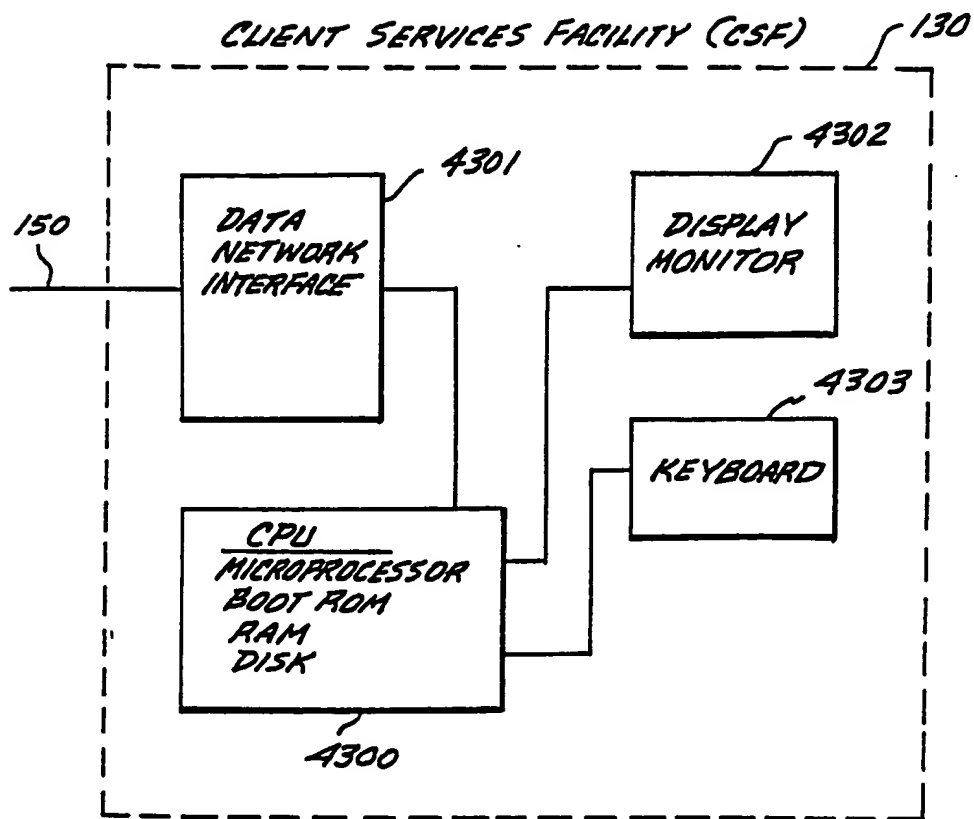 CLIENT SERVICES FACILITY (CSF)
130
4301
4302
150
DATA
NETWORK
INTERFACE
DISPLAY
MONITOR
4303
KEYBOARD
CPU
MICROPROCESSOR
BOOT ROM
RAM
DISK
4300